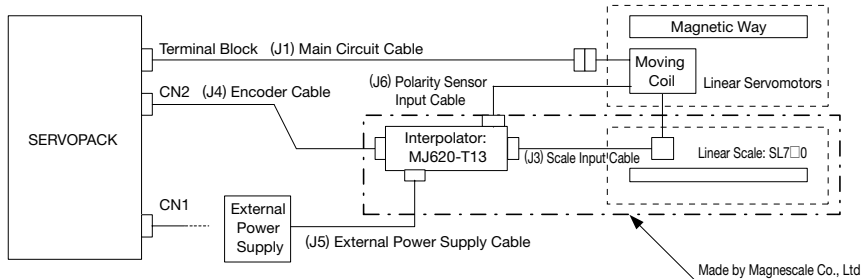 Magnetic Way
Terminal Block (J1) Main Circuit Cable
Moving
Coil
Linear Servomotors
(J6) Polarity Sensor
Input Cable
CN2 (J4) Encoder Cable
SERVOPACK
Interpolator:
MJ620-T13
(J3) Scale Input Cable
Linear Scale: SL7□0
CN1
External
Power
Supply
(J5) External Power Supply Cable
Made by Magnescale Co., Ltd